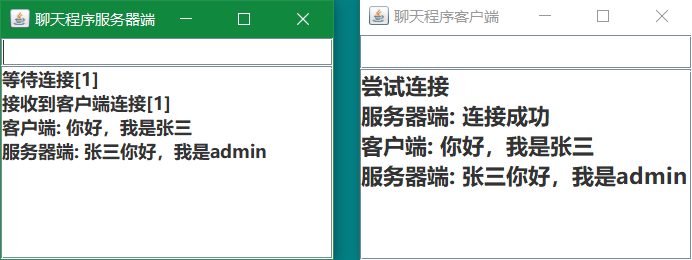 聊天程序服务器端
等待连接[1]
接收到客户端连接[1]
客户端: 你好，我是张三
服务器端: 张三你好，我是admin
聊天程序客户端
尝试连接
服务器端: 连接成功
客户端: 你好，我是张三
服务器端: 张三你好，我是admin